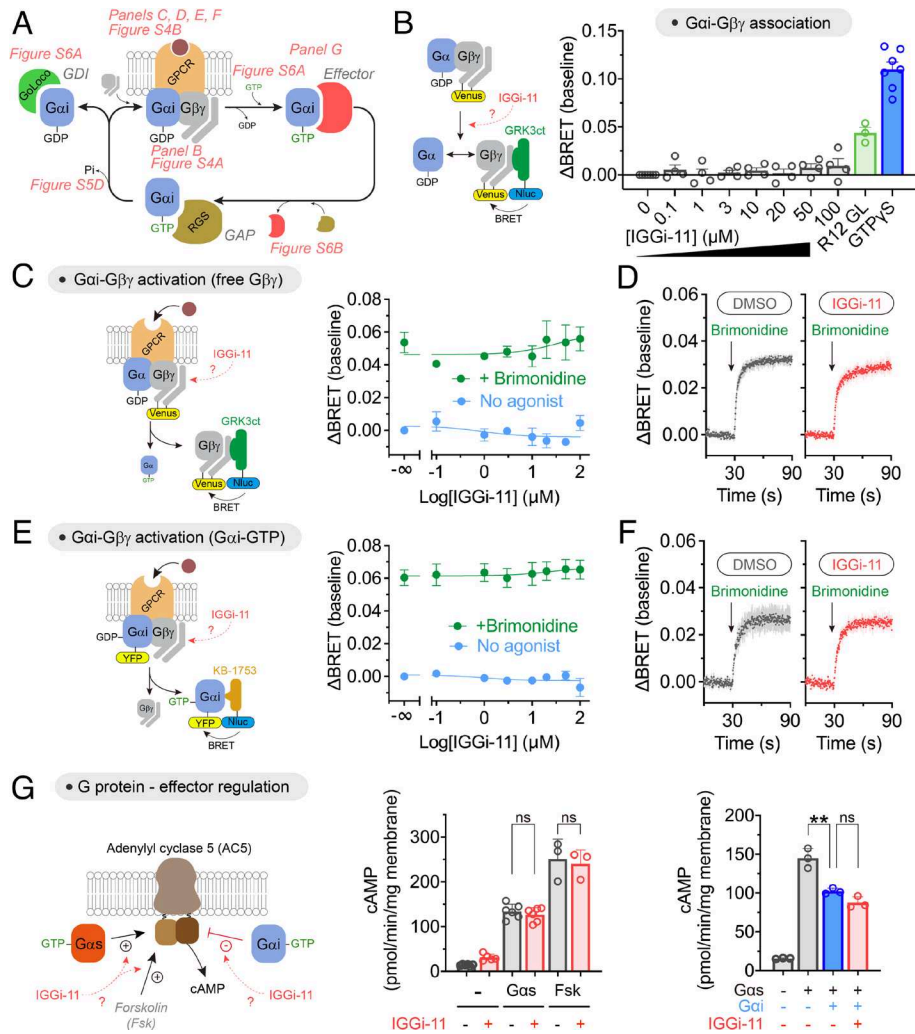 A
Panels C, D, E, F
Figure S4B
Figure S6A
GoLoco
GDI
Gαi
GDP
GPCR
Gαi
Gβγ
GDP
Panel B
Figure S4A
Figure S6A
GTP
GDP
Panel G
Effector
Gαi
GTP
Pi
Figure S5D
Gαi
GTP
RGS
GAP
Figure S6B
B
• Gαi-Gβγ association
Gα
Gβγ
GDP
Venus
IGGi-11
?
GRK3ct
Gα
GDP
Gβγ
Venus
Nluc
BRET
ΔBRET (baseline)
0.15
0.10
0.05
0.00
0
0.1
1
3
10
20
50
100
R12 GL
GTPγS
[IGGi-11] (μM)
C
• Gαi-Gβγ activation (free Gβγ)
GPCR
Gα
Gβγ
GDP
Venus
IGGi-11
?
GRK3ct
Gα
GTP
Gβγ
Venus
Nluc
BRET
ΔBRET (baseline)
0.06
0.04
0.02
0.00
+ Brimonidine
No agonist
-∞
-1
0
1
2
Log[IGGi-11] (μM)
D
DMSO
IGGi-11
Brimonidine
Brimonidine
ΔBRET (baseline)
0.06
0.04
0.02
0.00
30
90
30
90
Time (s)
Time (s)
E
• Gαi-Gβγ activation (Gαi-GTP)
GPCR
GDP
Gαi
Gβγ
YFP
IGGi-11
?
KB-1753
Gβγ
GTP
Gαi
YFP
Nluc
BRET
ΔBRET (baseline)
0.08
0.06
0.04
0.02
0.00
+Brimonidine
No agonist
-∞
-1
0
1
2
Log[IGGi-11] (μM)
F
DMSO
IGGi-11
Brimonidine
Brimonidine
ΔBRET (baseline)
0.06
0.04
0.02
0.00
30
90
30
90
Time (s)
Time (s)
G
• G protein - effector regulation
Adenylyl cyclase 5 (AC5)
GTP
Gαs
+
-
Gαi
GTP
IGGi-11
?
+
cAMP
?
IGGi-11
Forskolin
(Fsk)
cAMP
(pmol/min/mg membrane)
300
200
100
0
ns
ns
-
Gαs
Fsk
IGGi-11
- + - + - +
cAMP
(pmol/min/mg membrane)
200
150
100
50
0
**
ns
Gαs - + + +
Gαi - - + +
IGGi-11 - - - +